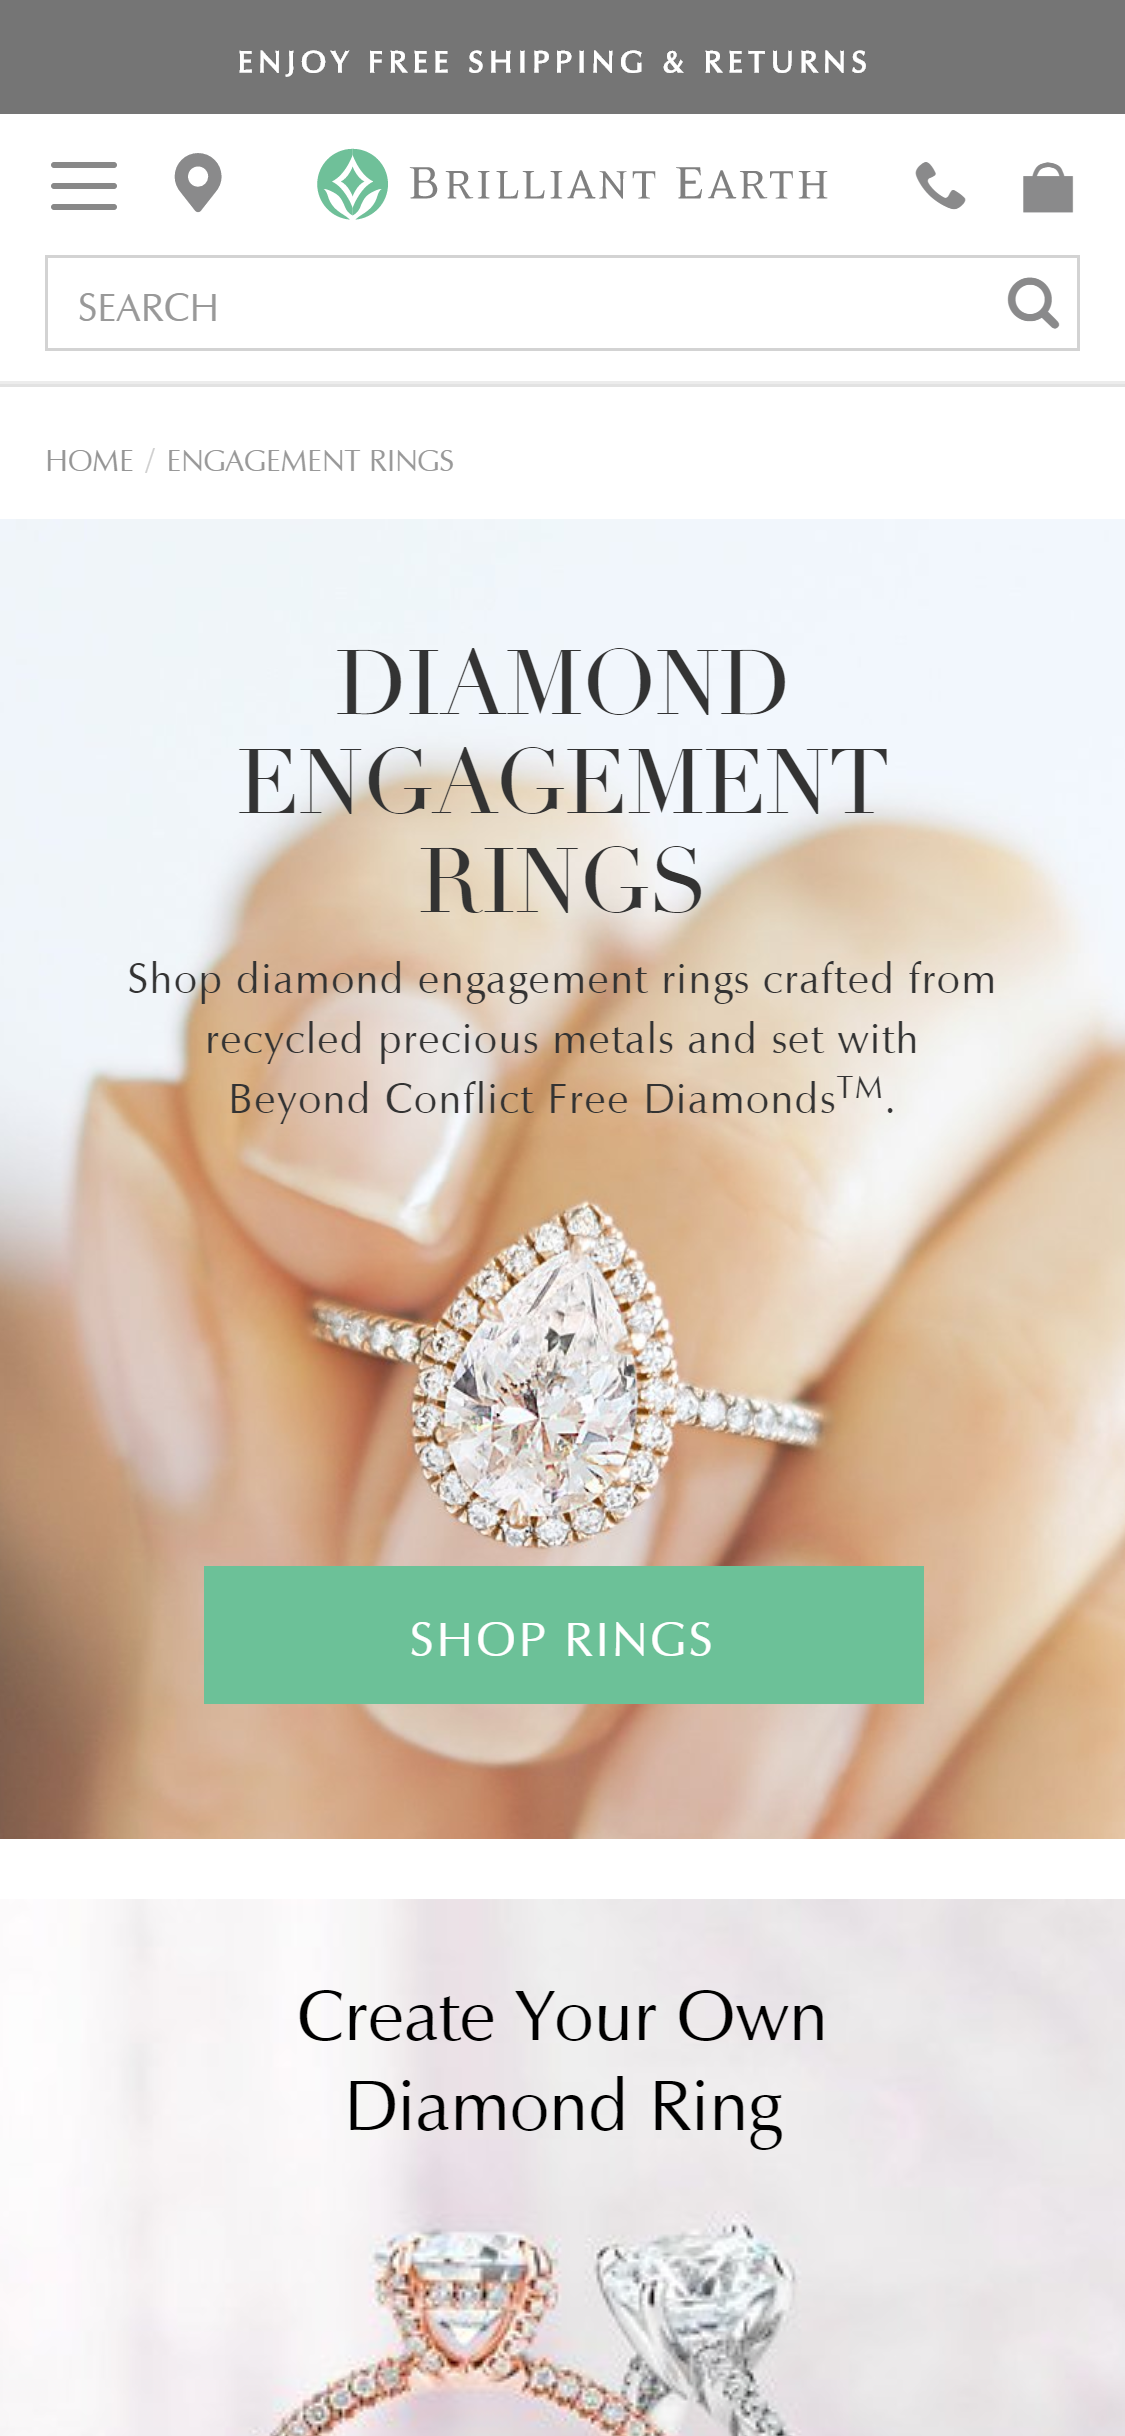 ENJOY FREE SHIPPING & RETURNS
BRILLIANT EARTH
SEARCH
HOME / ENGAGEMENT RINGS
DIAMOND
ENGAGEMENT
RINGS
Shop diamond engagement rings crafted from
recycled precious metals and set with
Beyond Conflict Free Diamonds™.
SHOP RINGS
Create Your Own
Diamond Ring